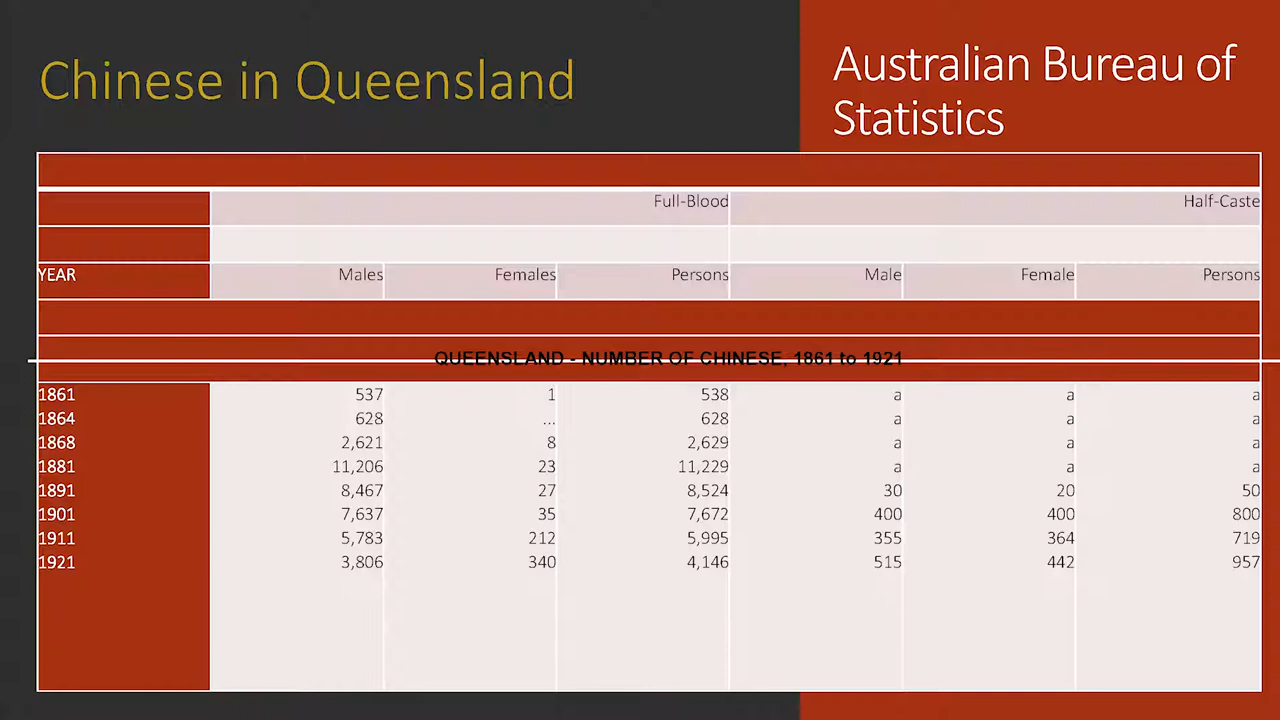 Chinese in Queensland
Australian Bureau of
Statistics
Full-Blood Half-Caste
YEAR Males Females Persons Male Female Persons
QUEENSLAND - NUMBER OF CHINESE, 1861 to 1921
1861 537 1 538 a a a
1864 628 ... 628 a a a
1868 2,621 8 2,629 a a a
1881 11,206 23 11,229 a a a
1891 8,467 27 8,524 30 20 50
1901 7,637 35 7,672 400 400 800
1911 5,783 212 5,995 355 364 719
1921 3,806 340 4,146 515 442 957